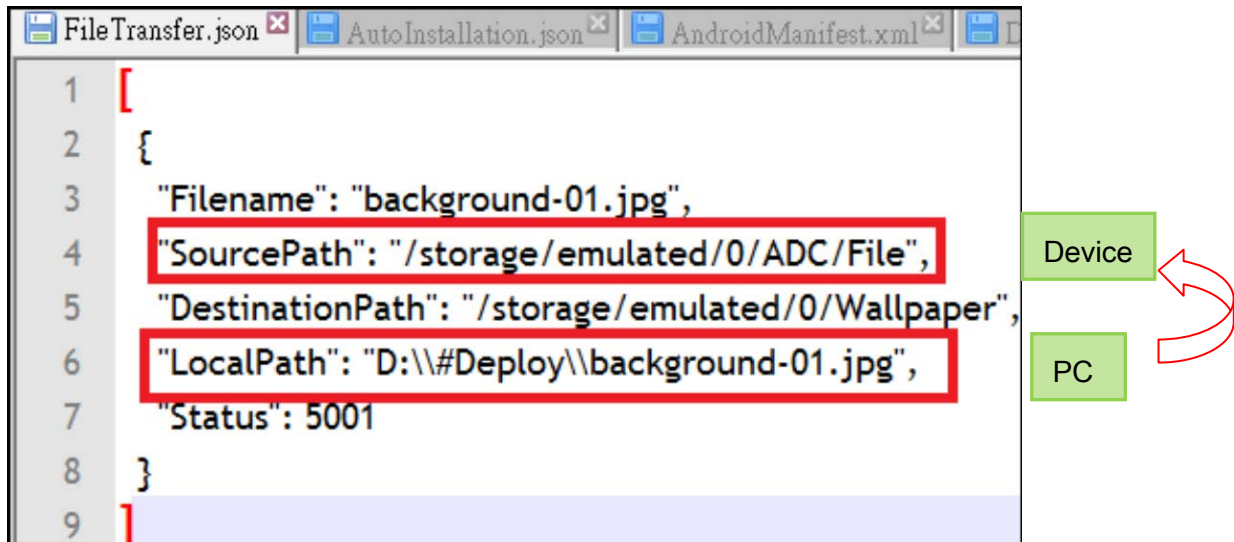 FileTransfer.json AutoInstallation.json AndroidManifest.xml D
1 [
2 {
3 "Filename": "background-01.jpg",
4 "SourcePath": "/storage/emulated/0/ADC/File",
Device
5 "DestinationPath": "/storage/emulated/0/Wallpaper",
6 "LocalPath": "D:\\#Deploy\\background-01.jpg",
PC
7 "Status": 5001
8 }
9 ]